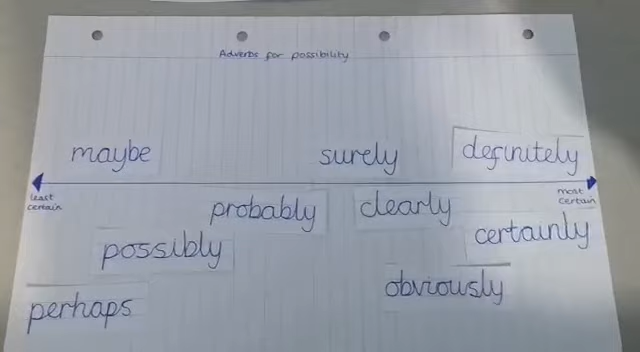 Adverbs for possibility
maybe
surely
definitely
least
certain
most
certain
probably
clearly
certainly
possibly
obviously
perhaps